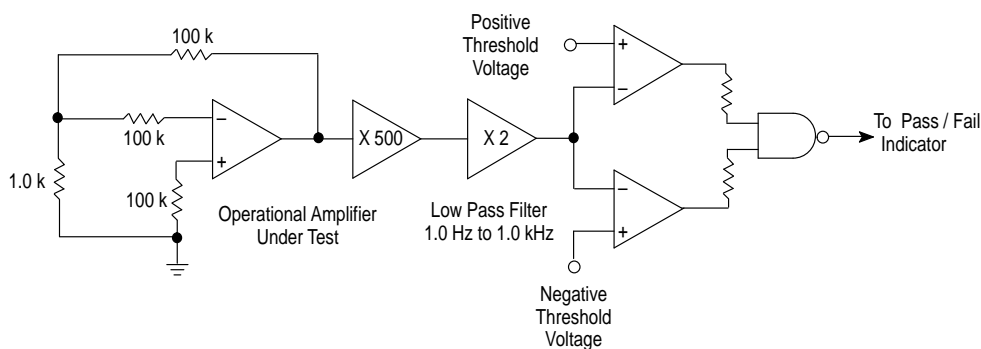 100 k
Positive
Threshold
Voltage
+
−
−
100 k
+
X 500
X 2
To Pass / Fail
Indicator
1.0 k
100 k
Operational Amplifier
Under Test
Low Pass Filter
1.0 Hz to 1.0 kHz
−
+
Negative
Threshold
Voltage